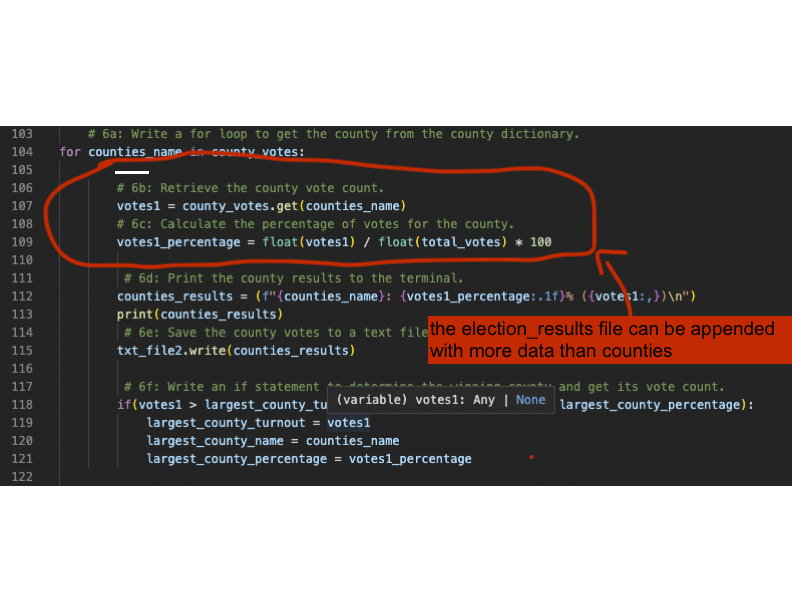 103 # 6a: Write a for loop to get the county from the county dictionary.
104 for counties_name in county_votes:
105
106 # 6b: Retrieve the county vote count.
107 votes1 = county_votes.get(counties_name)
108 # 6c: Calculate the percentage of votes for the county.
109 votes1_percentage = float(votes1) / float(total_votes) * 100
110
111 # 6d: Print the county results to the terminal.
112 counties_results = (f"{counties_name}: {votes1_percentage:.1f}% ({votes1:,})\n")
113 print(counties_results)
114 # 6e: Save the county votes to a text file
the election_results file can be appended
with more data than counties
115 txt_file2.write(counties_results)
116
117 # 6f: Write an if statement to determine the winning county and get its vote count.
118 if(votes1 > largest_county_tu largest_county_percentage):
(variable) votes1: Any | None
119 largest_county_turnout = votes1
120 largest_county_name = counties_name
121 largest_county_percentage = votes1_percentage
122